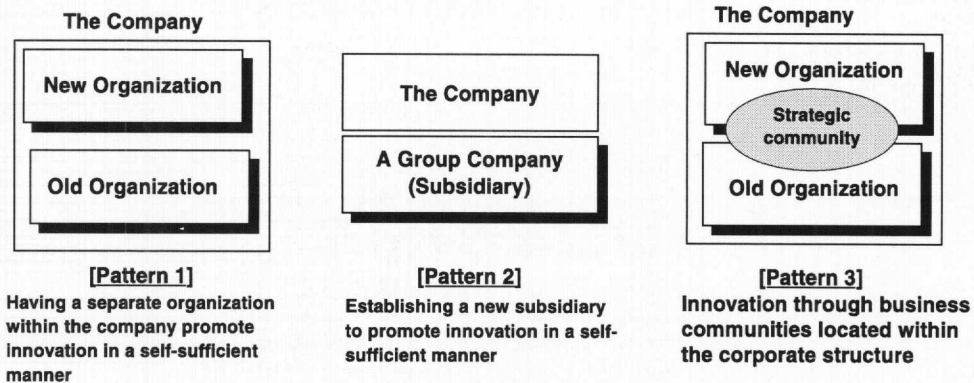 The Company
New Organization
Old Organization
[Pattern 1]
Having a separate organization
within the company promote
innovation in a self-sufficient
manner
The Company
A Group Company
(Subsidiary)
[Pattern 2]
Establishing a new subsidiary
to promote innovation in a self-
sufficient manner
The Company
New Organization
Strategic
community
Old Organization
[Pattern 3]
Innovation through business
communities located within
the corporate structure